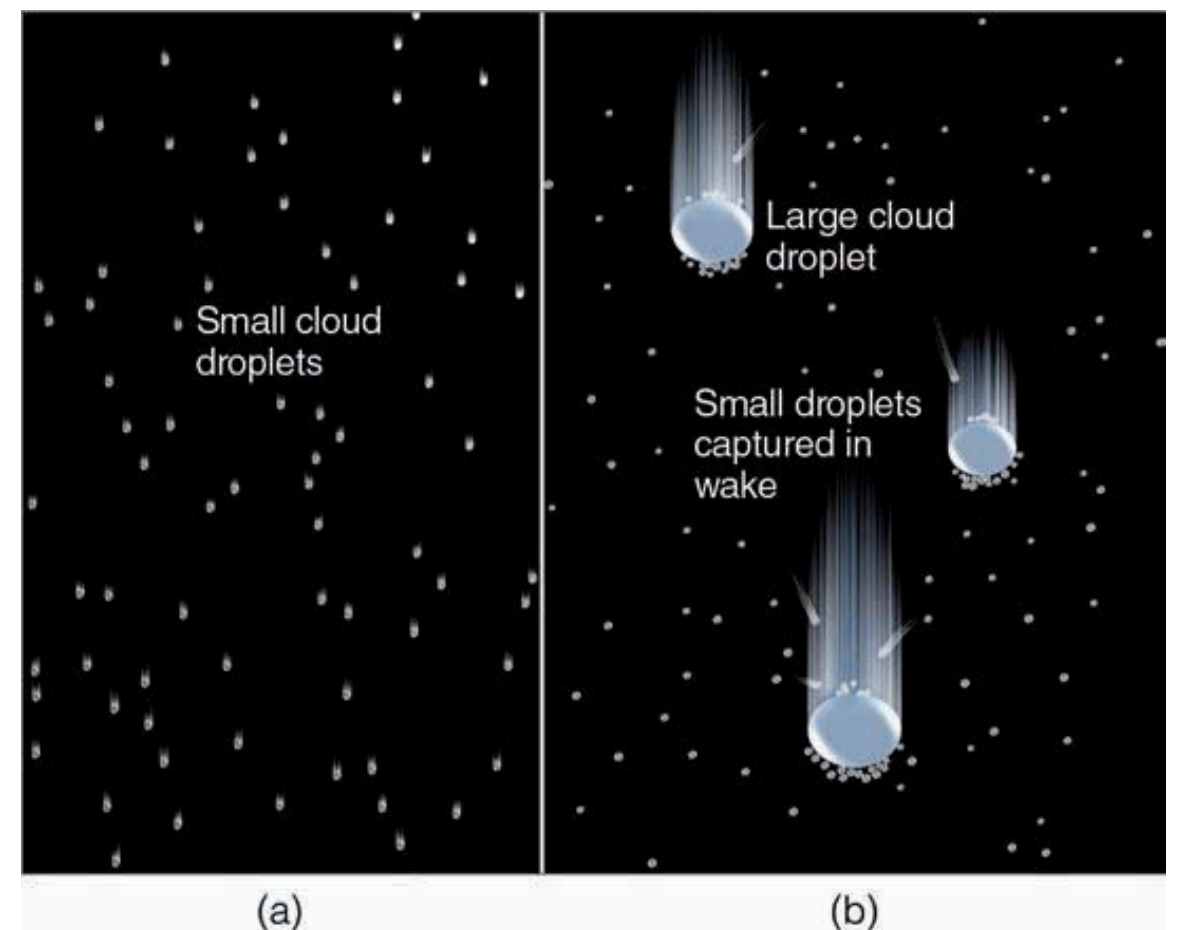 Small cloud
droplets
Large cloud
droplet
Small droplets
captured in
wake
(a)
(b)